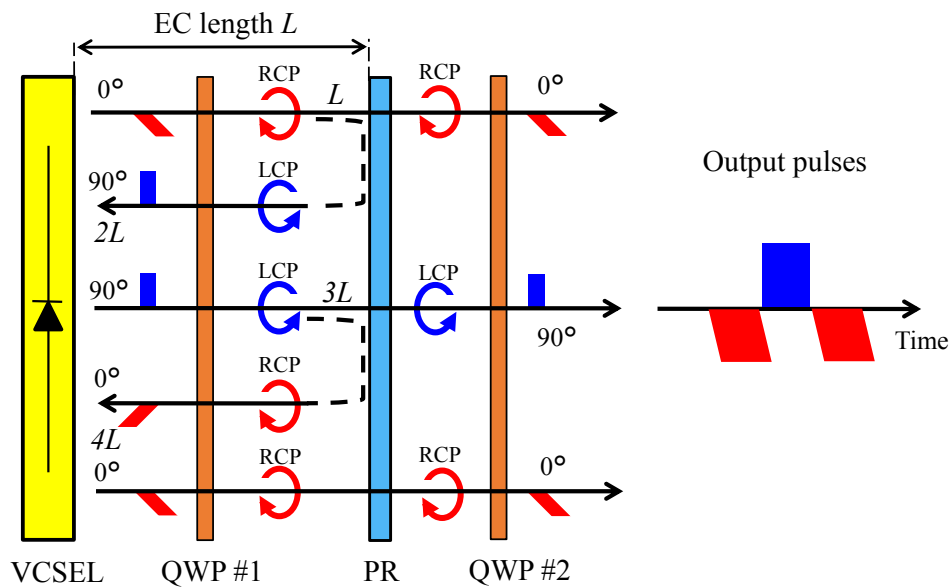 EC length L
0°
RCP
L
RCP
0°
90°
LCP
2L
Output pulses
90°
LCP
3L
LCP
90°
Time
0°
RCP
4L
0°
RCP
RCP
0°
VCSEL
QWP #1
PR
QWP #2